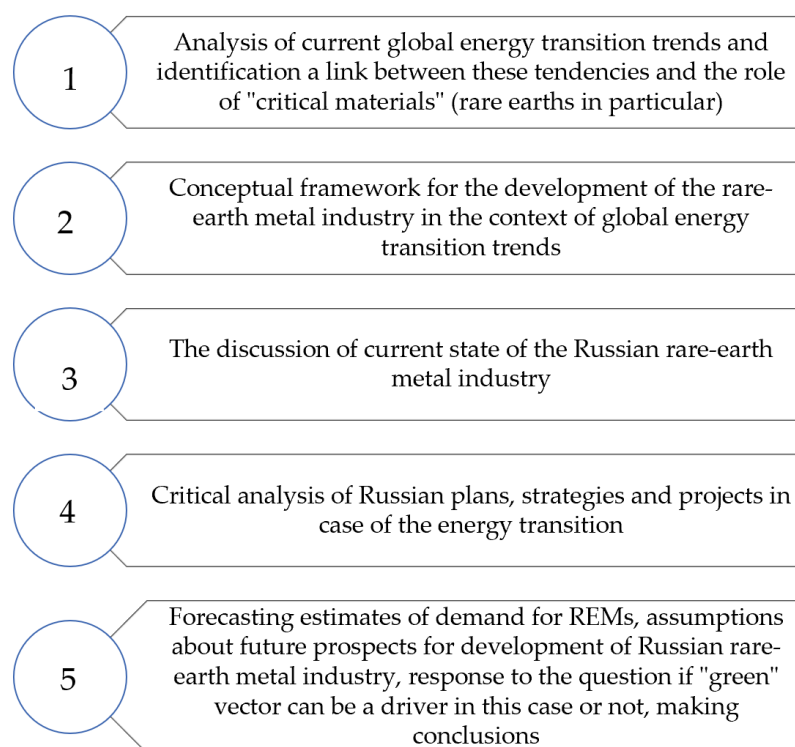 1
Analysis of current global energy transition trends and
identification a link between these tendencies and the role
of "critical materials" (rare earths in particular)
2
Conceptual framework for the development of the rare-
earth metal industry in the context of global energy
transition trends
3
The discussion of current state of the Russian rare-earth
metal industry
4
Critical analysis of Russian plans, strategies and projects in
case of the energy transition
5
Forecasting estimates of demand for REMs, assumptions
about future prospects for development of Russian rare-
earth metal industry, response to the question if "green"
vector can be a driver in this case or not, making
conclusions